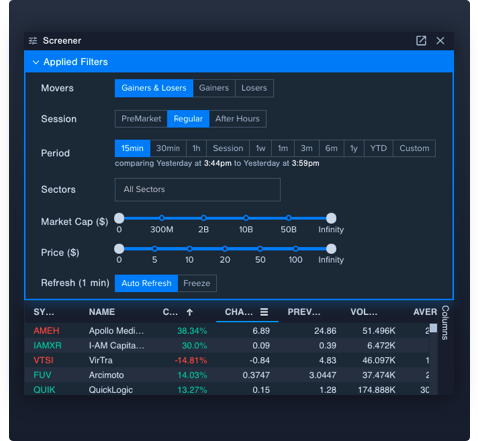 Screener
Applied Filters
Movers Gainers & Losers Gainers Losers
Session PreMarket Regular After Hours
Period 15min 30min 1h Session 1w 1m 3m 6m 1y YTD Custom
comparing Yesterday at 3:44pm to Yesterday at 3:59pm
Sectors All Sectors
Market Cap ($) 0 300M 2B 10B 50B Infinity
Price ($) 0 5 10 20 50 100 Infinity
Refresh (1 min) Auto Refresh Freeze
SY... NAME C... CHA... PREV... VOL... AVER
AMEH Apollo Medi... 38.34% 6.89 24.86 51.496K 2
IAMXR I-AM Capita... 30.0% 0.09 0.39 6.472K
VTSI VirTra -14.81% -0.84 4.83 46.097K 1
FUV Arcimoto 14.03% 0.3747 3.0447 37.474K 2
QUIK QuickLogic 13.27% 0.15 1.28 174.888K 30
Columns